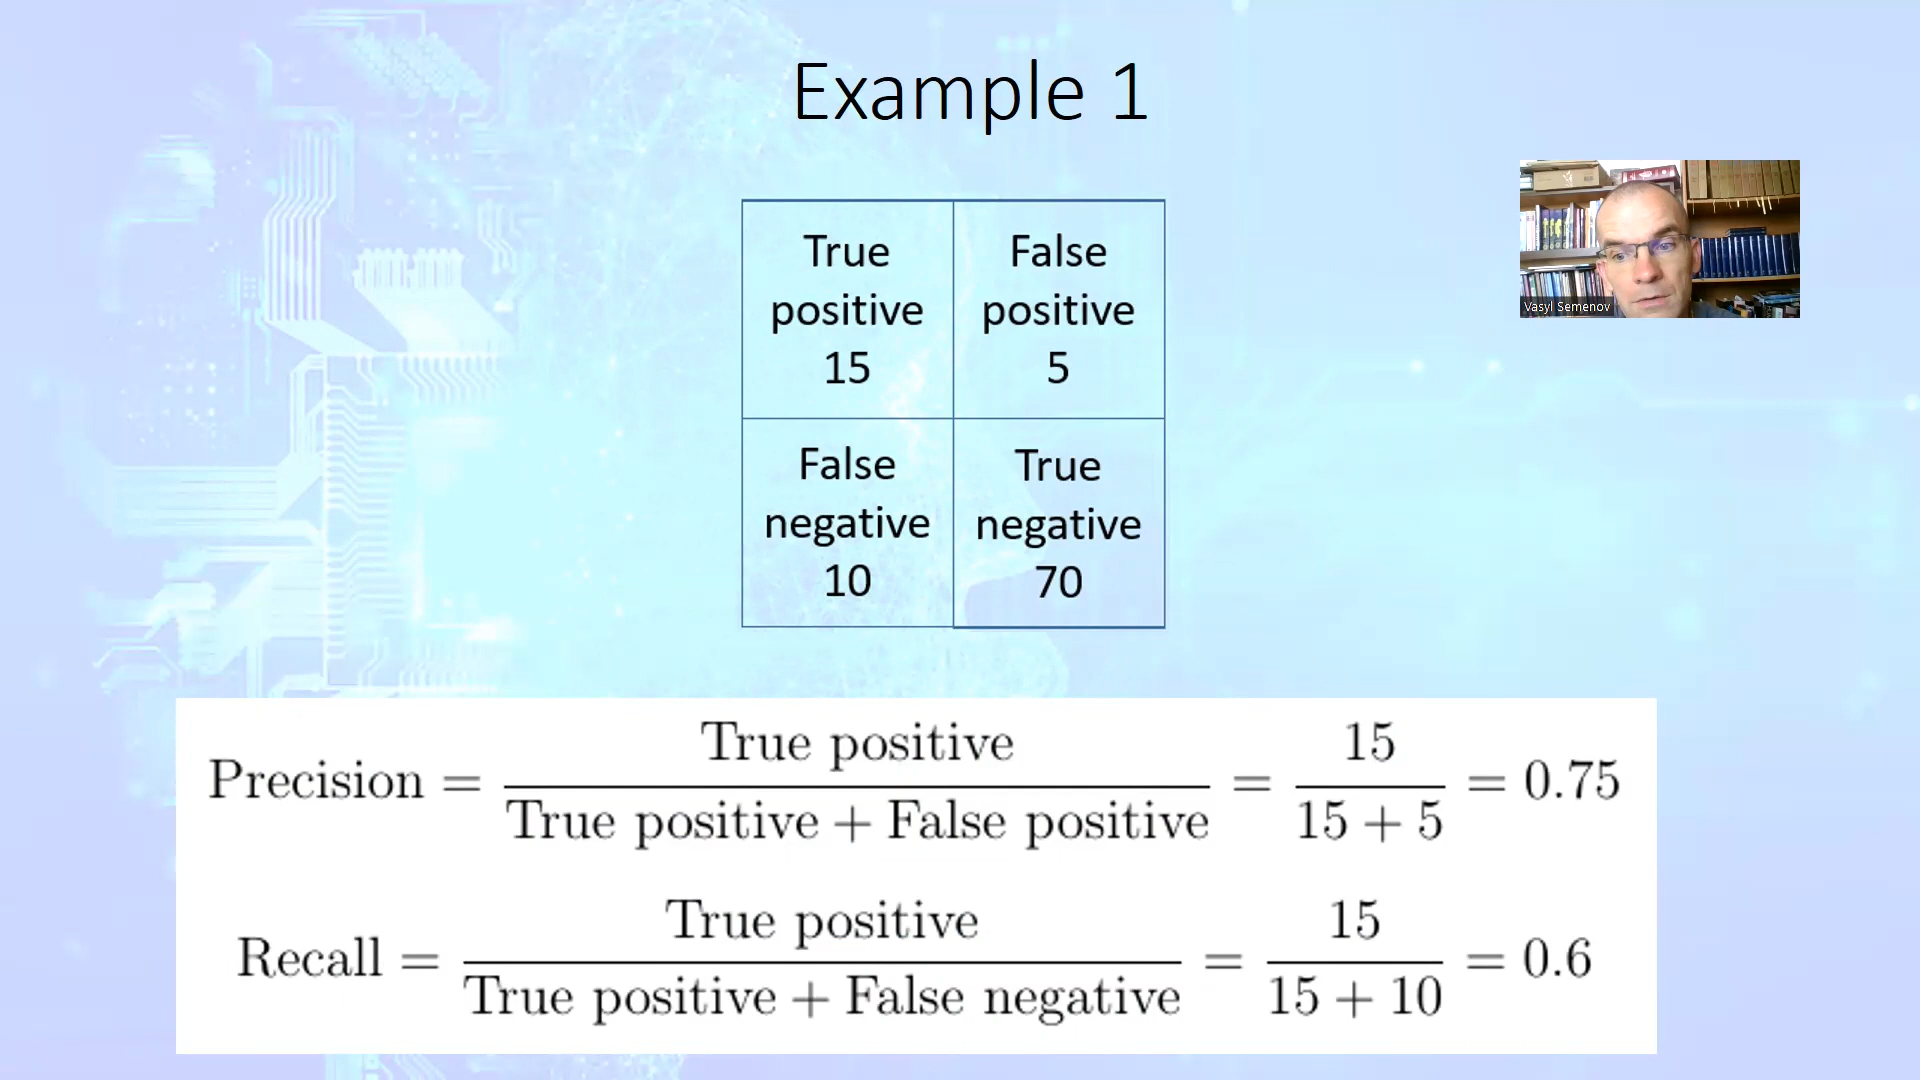 Example 1
True
positive
15
False
positive
5
False
negative
10
True
negative
70
Vasyl Semenov
Precision = True positive / True positive + False positive = 15 / 15 + 5 = 0.75
Recall = True positive / True positive + False negative = 15 / 15 + 10 = 0.6